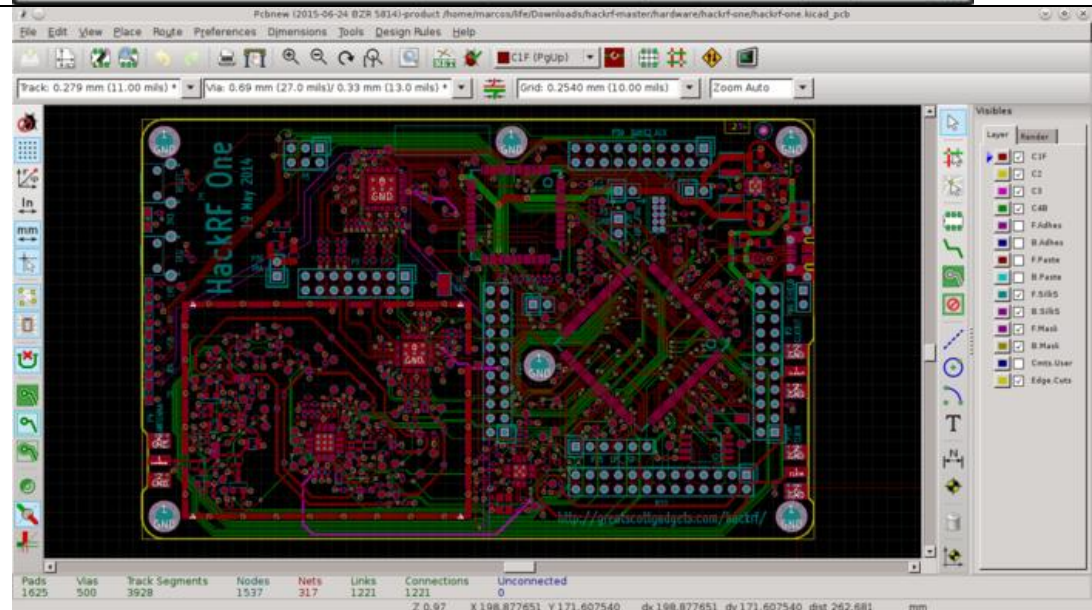 Pcbnew (2015-06-24 BZR 5814)-product /home/marcos/life/Downloads/hackrf-master/hardware/hackrf-one/hackrf-one.kicad_pcb
File Edit View Place Route Preferences Dimensions Tools Design Rules Help
C1F (PgUp)
Track: 0.279 mm (11.00 mils) * Via: 0.69 mm (27.0 mils)/ 0.33 mm (13.0 mils) * Grid: 0.2540 mm (10.00 mils) Zoom Auto
Visibles
Layer Render
C1F
C2
C3
C4B
F.Adhes
B.Adhes
F.Paste
B.Paste
F.SilkS
B.SilkS
F.Mask
B.Mask
Cmts.User
Edge.Cuts
In
mm
T
N
HackRF One
19 May 2014
GND
GND
GND
GND
GND
GND
GND
GND
http://greatscottgadgets.com/hackrf/
Pads Vias Track Segments Nodes Nets Links Connections Unconnected
1625 500 3928 1537 317 1221 1221 0
Z 0.97 X 198.877651 Y 171.607540 dx 198.877651 dy 171.607540 dist 262.681 mm